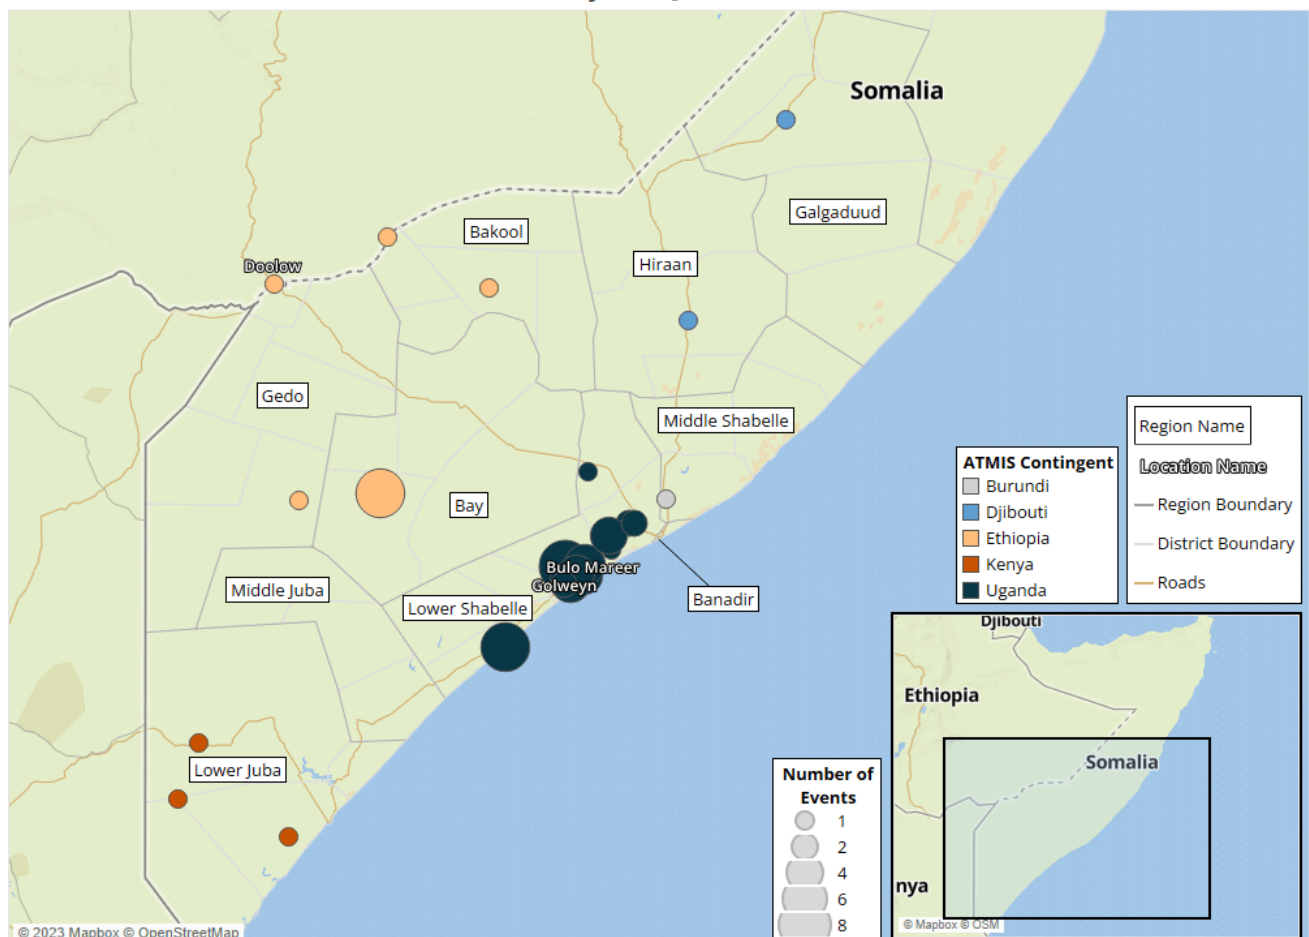 Somalia
Galgaduud
Bakool
Hiraan
Doolow
Gedo
Middle Shabelle
Bay
Bulo Mareer
Golweyn
Middle Juba
Lower Shabelle
Banadir
Lower Juba
ATMIS Contingent
Burundi
Djibouti
Ethiopia
Kenya
Uganda
Region Name
Location Name
Region Boundary
District Boundary
Roads
Number of
Events
1
2
4
6
8
Djibouti
Ethiopia
Somalia
nya
© Mapbox © OSM
© 2023 Mapbox © OpenStreetMap